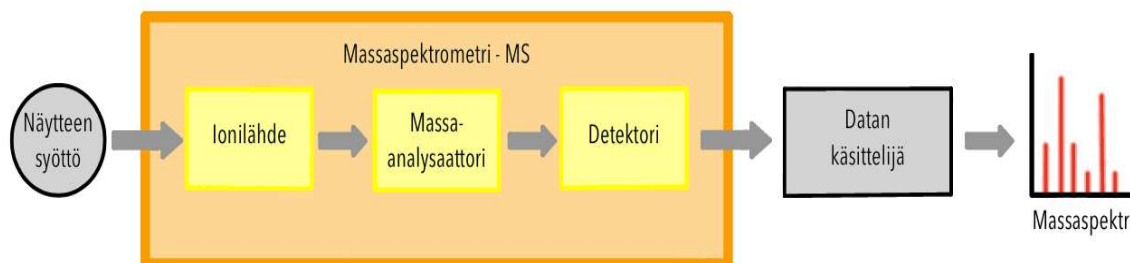 Massaspektrometri - MS
Näytteen
syöttö
Ionilähde
Massa-
analysaattori
Detektori
Datan
käsittelijä
Massaspektr